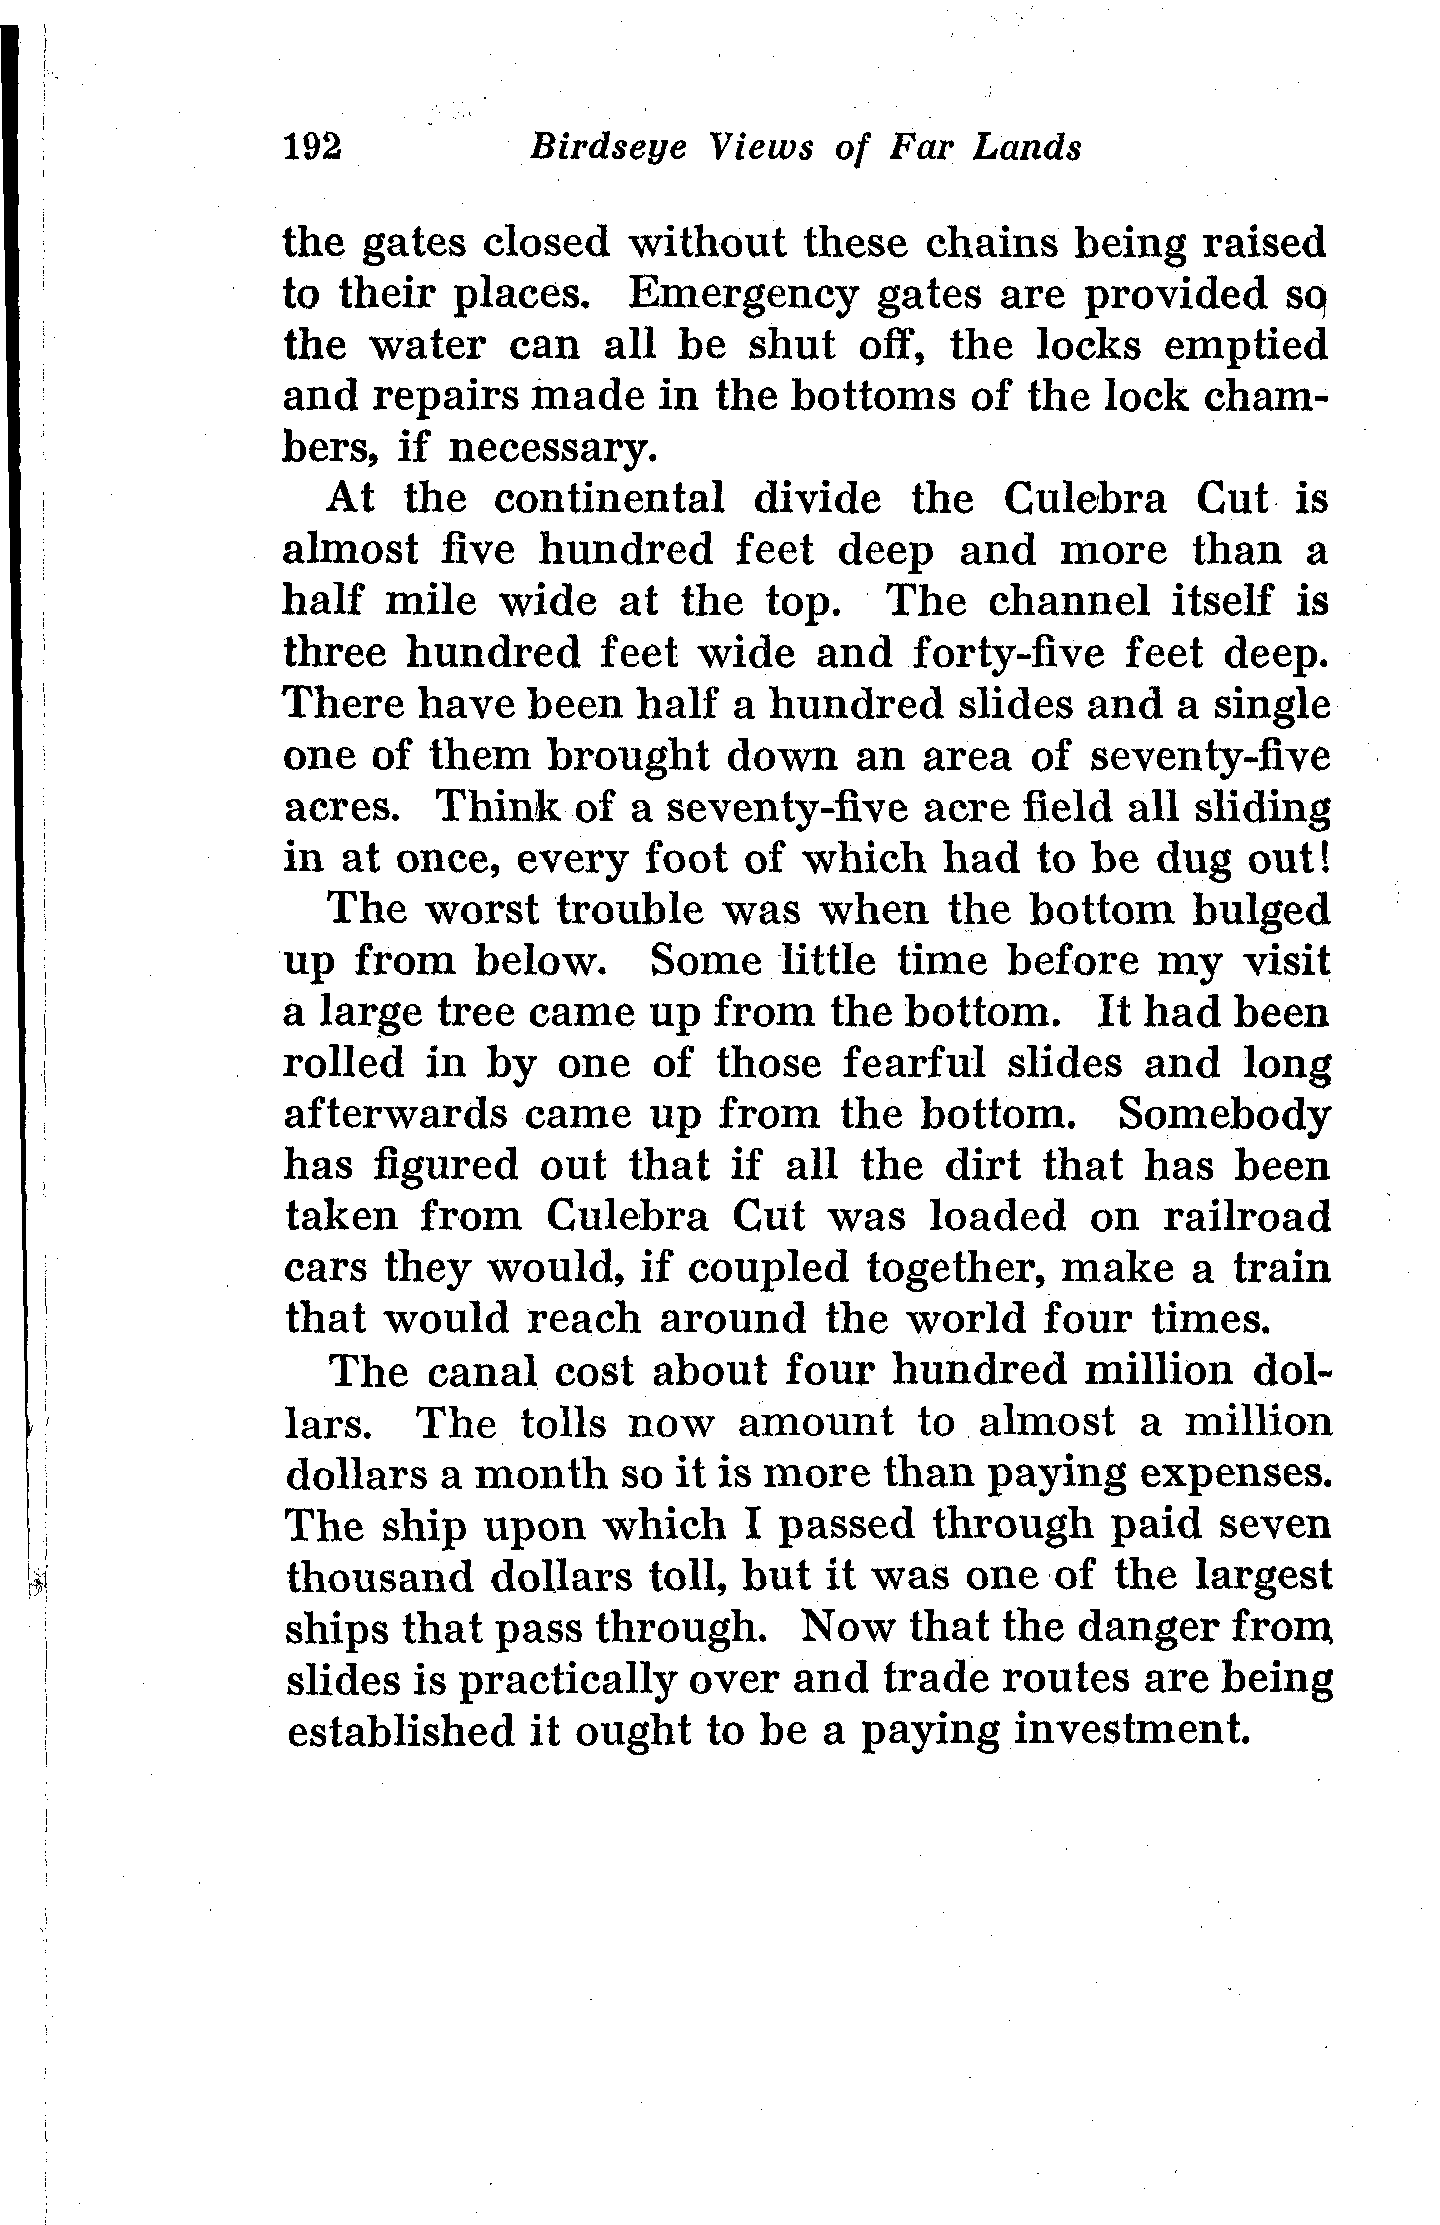 192 Birdseye Views of Far Lands
the gates closed without these chains being raised
to their places. Emergency gates are provided so
the water can all be shut off, the locks emptied
and repairs made in the bottoms of the lock cham-
bers, if necessary.
At the continental divide the Culebra Cut is
almost five hundred feet deep and more than a
half mile wide at the top. The channel itself is
three hundred feet wide and forty-five feet deep.
There have been half a hundred slides and a single
one of them brought down an area of seventy-five
acres. Think of a seventy-five acre field all sliding
in at once, every foot of which had to be dug out!
The worst trouble was when the bottom bulged
up from below. Some little time before my visit
a large tree came up from the bottom. It had been
rolled in by one of those fearful slides and long
afterwards came up from the bottom. Somebody
has figured out that if all the dirt that has been
taken from Culebra Cut was loaded on railroad
cars they would, if coupled together, make a train
that would reach around the world four times.
The canal cost about four hundred million dol-
lars. The tolls now amount to almost a million
dollars a month so it is more than paying expenses.
The ship upon which I passed through paid seven
thousand dollars toll, but it was one of the largest
ships that pass through. Now that the danger from
slides is practically over and trade routes are being
established it ought to be a paying investment.